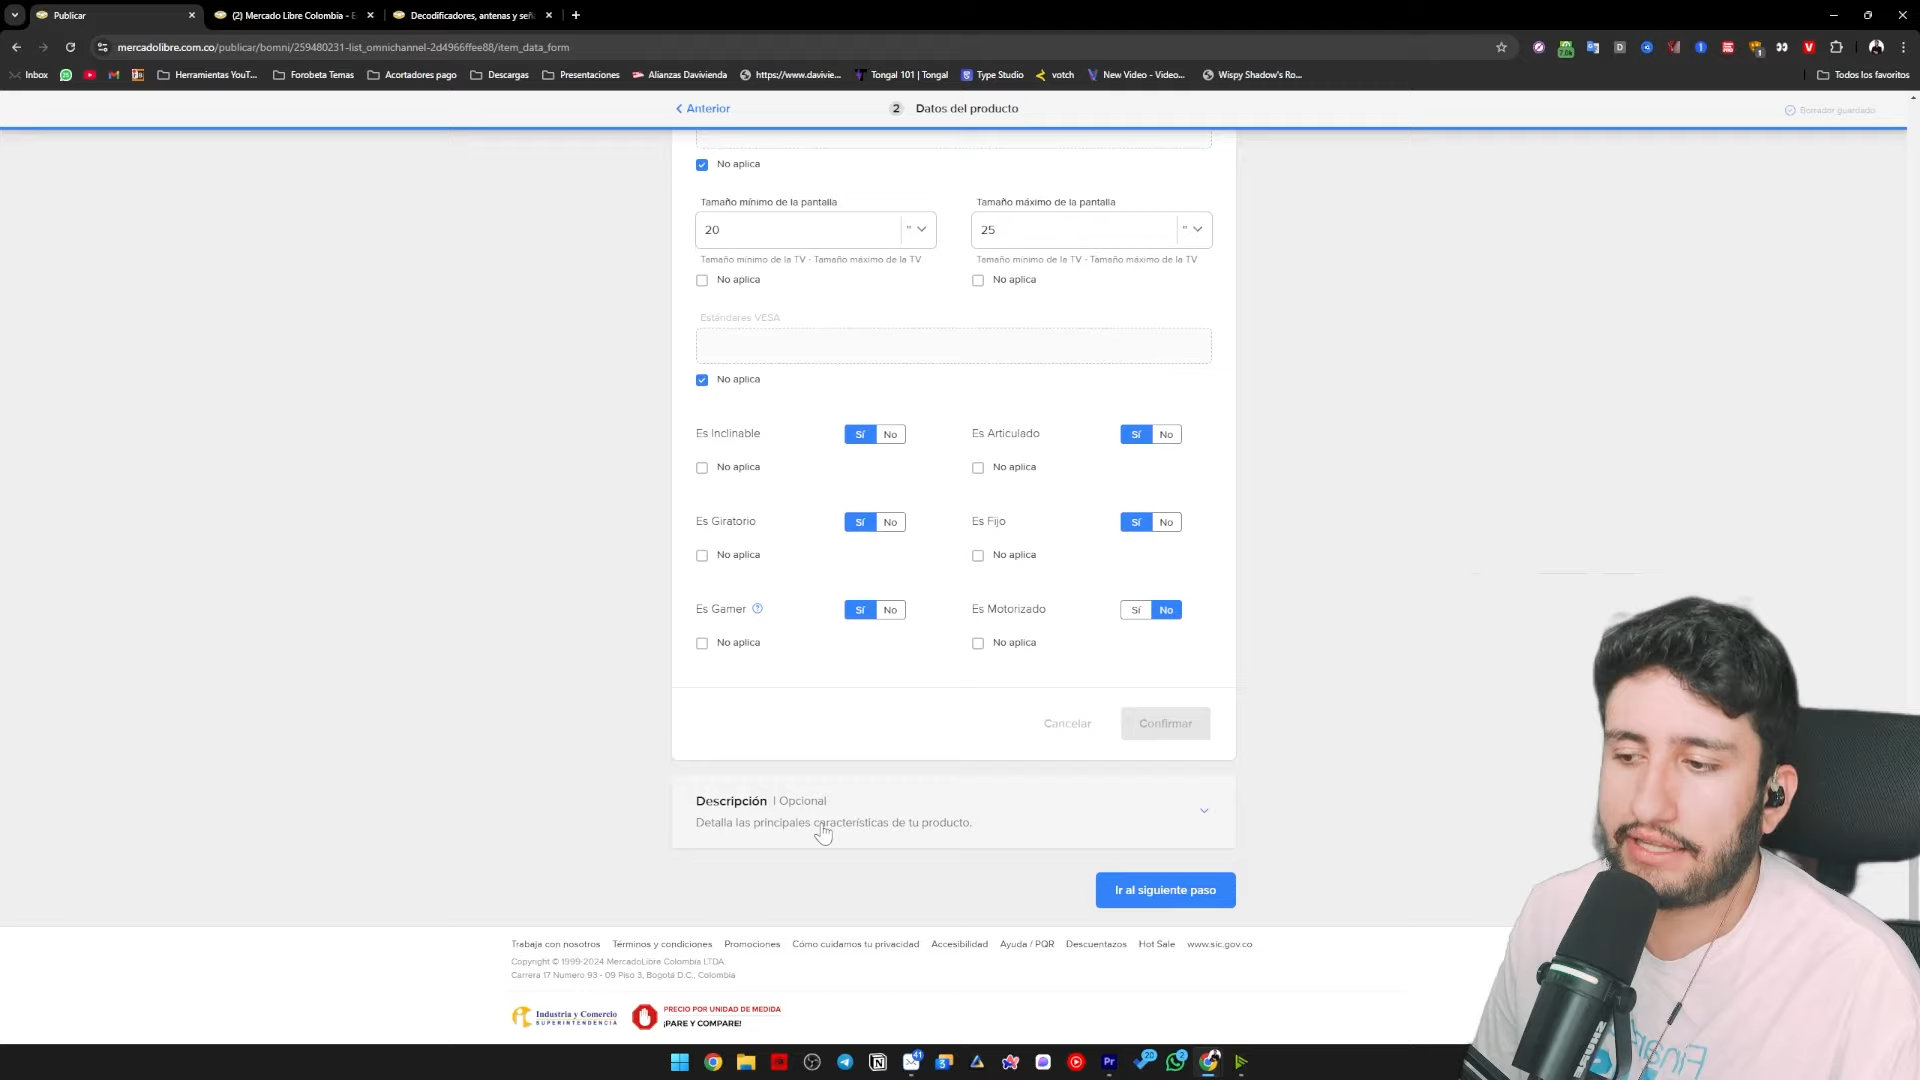 Publicar
(2) Mercado Libre Colombia - E
Decodificadores, antenas y señ
mercadolibre.com.co/publicar/bomni/259480231-list_omnichannel-2d4966ffee88/item_data_form
Inbox
Herramientas YouT...
Forobeta Temas
Acortadores pago
Descargas
Presentaciones
Alianzas Davivienda
https://www.davivie...
Tongal 101 | Tongal
Type Studio
votch
New Video - Video...
Wispy Shadow's Ro...
Todos los favoritos
Anterior
2 Datos del producto
Borrador guardado
No aplica
Tamaño mínimo de la pantalla
Tamaño máximo de la pantalla
20 "
25 "
Tamaño mínimo de la TV - Tamaño máximo de la TV
Tamaño mínimo de la TV - Tamaño máximo de la TV
No aplica
No aplica
Estándares VESA
No aplica
Es Inclinable Sí No
Es Articulado Sí No
No aplica
No aplica
Es Giratorio Sí No
Es Fijo Sí No
No aplica
No aplica
Es Gamer ? Sí No
Es Motorizado Sí No
No aplica
No aplica
Cancelar
Confirmar
Descripción | Opcional
Detalla las principales características de tu producto.
Ir al siguiente paso
Trabaja con nosotros Términos y condiciones Promociones Cómo cuidamos tu privacidad Accesibilidad Ayuda / PQR Descuentazos Hot Sale www.sic.gov.co
Copyright © 1999-2024 MercadoLibre Colombia LTDA.
Carrera 17 Numero 93 - 09 Piso 3, Bogotá D.C., Colombia
Industria y Comercio
SUPERINTENDENCIA
PRECIO POR UNIDAD DE MEDIDA
¡PARE Y COMPARE!
41
20
2
Pr